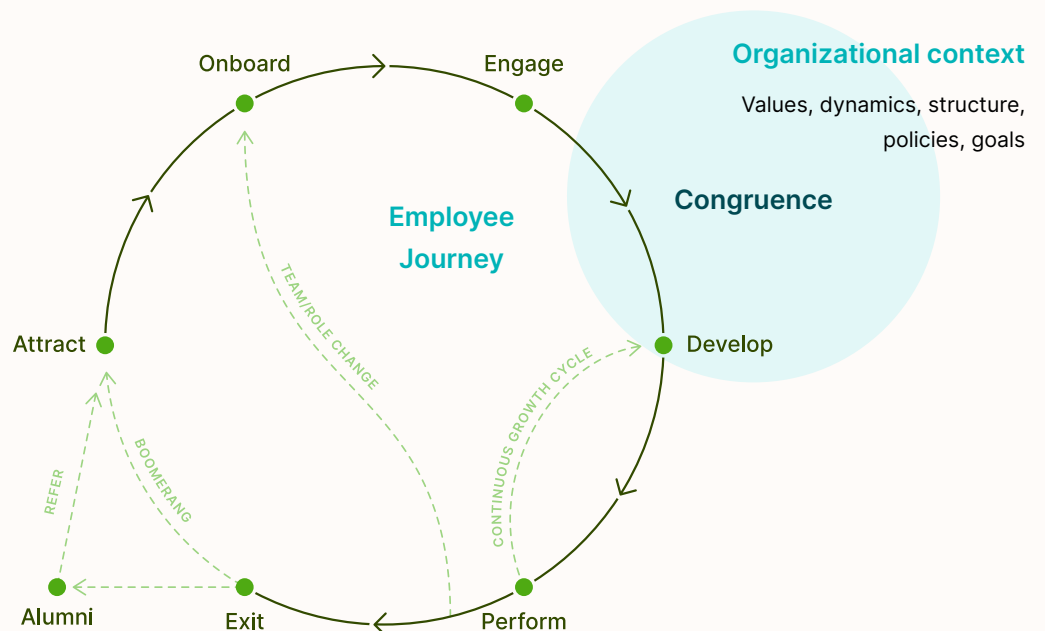 Organizational context
Values, dynamics, structure,
policies, goals
Onboard
Engage
Congruence
Employee
Journey
TEAM/ROLE CHANGE
Attract
Develop
CONTINUOUS GROWTH CYCLE
BOOMERANG
REFER
Alumni
Exit
Perform